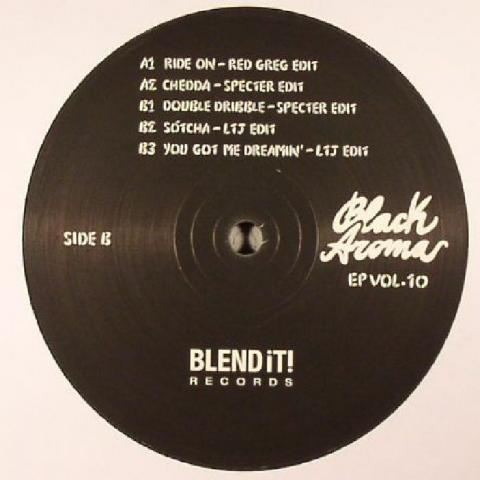 A1 RIDE ON - RED GREG EDIT
A2 CHEDDA - SPECTER EDIT
B1 DOUBLE DRIBBLE - SPECTER EDIT
B2 SOTCHA - LTJ EDIT
B3 YOU GOT ME DREAMIN' - LTJ EDIT
SIDE B
Black
Aroma
EP VOL.10
BLEND iT!
RECORDS